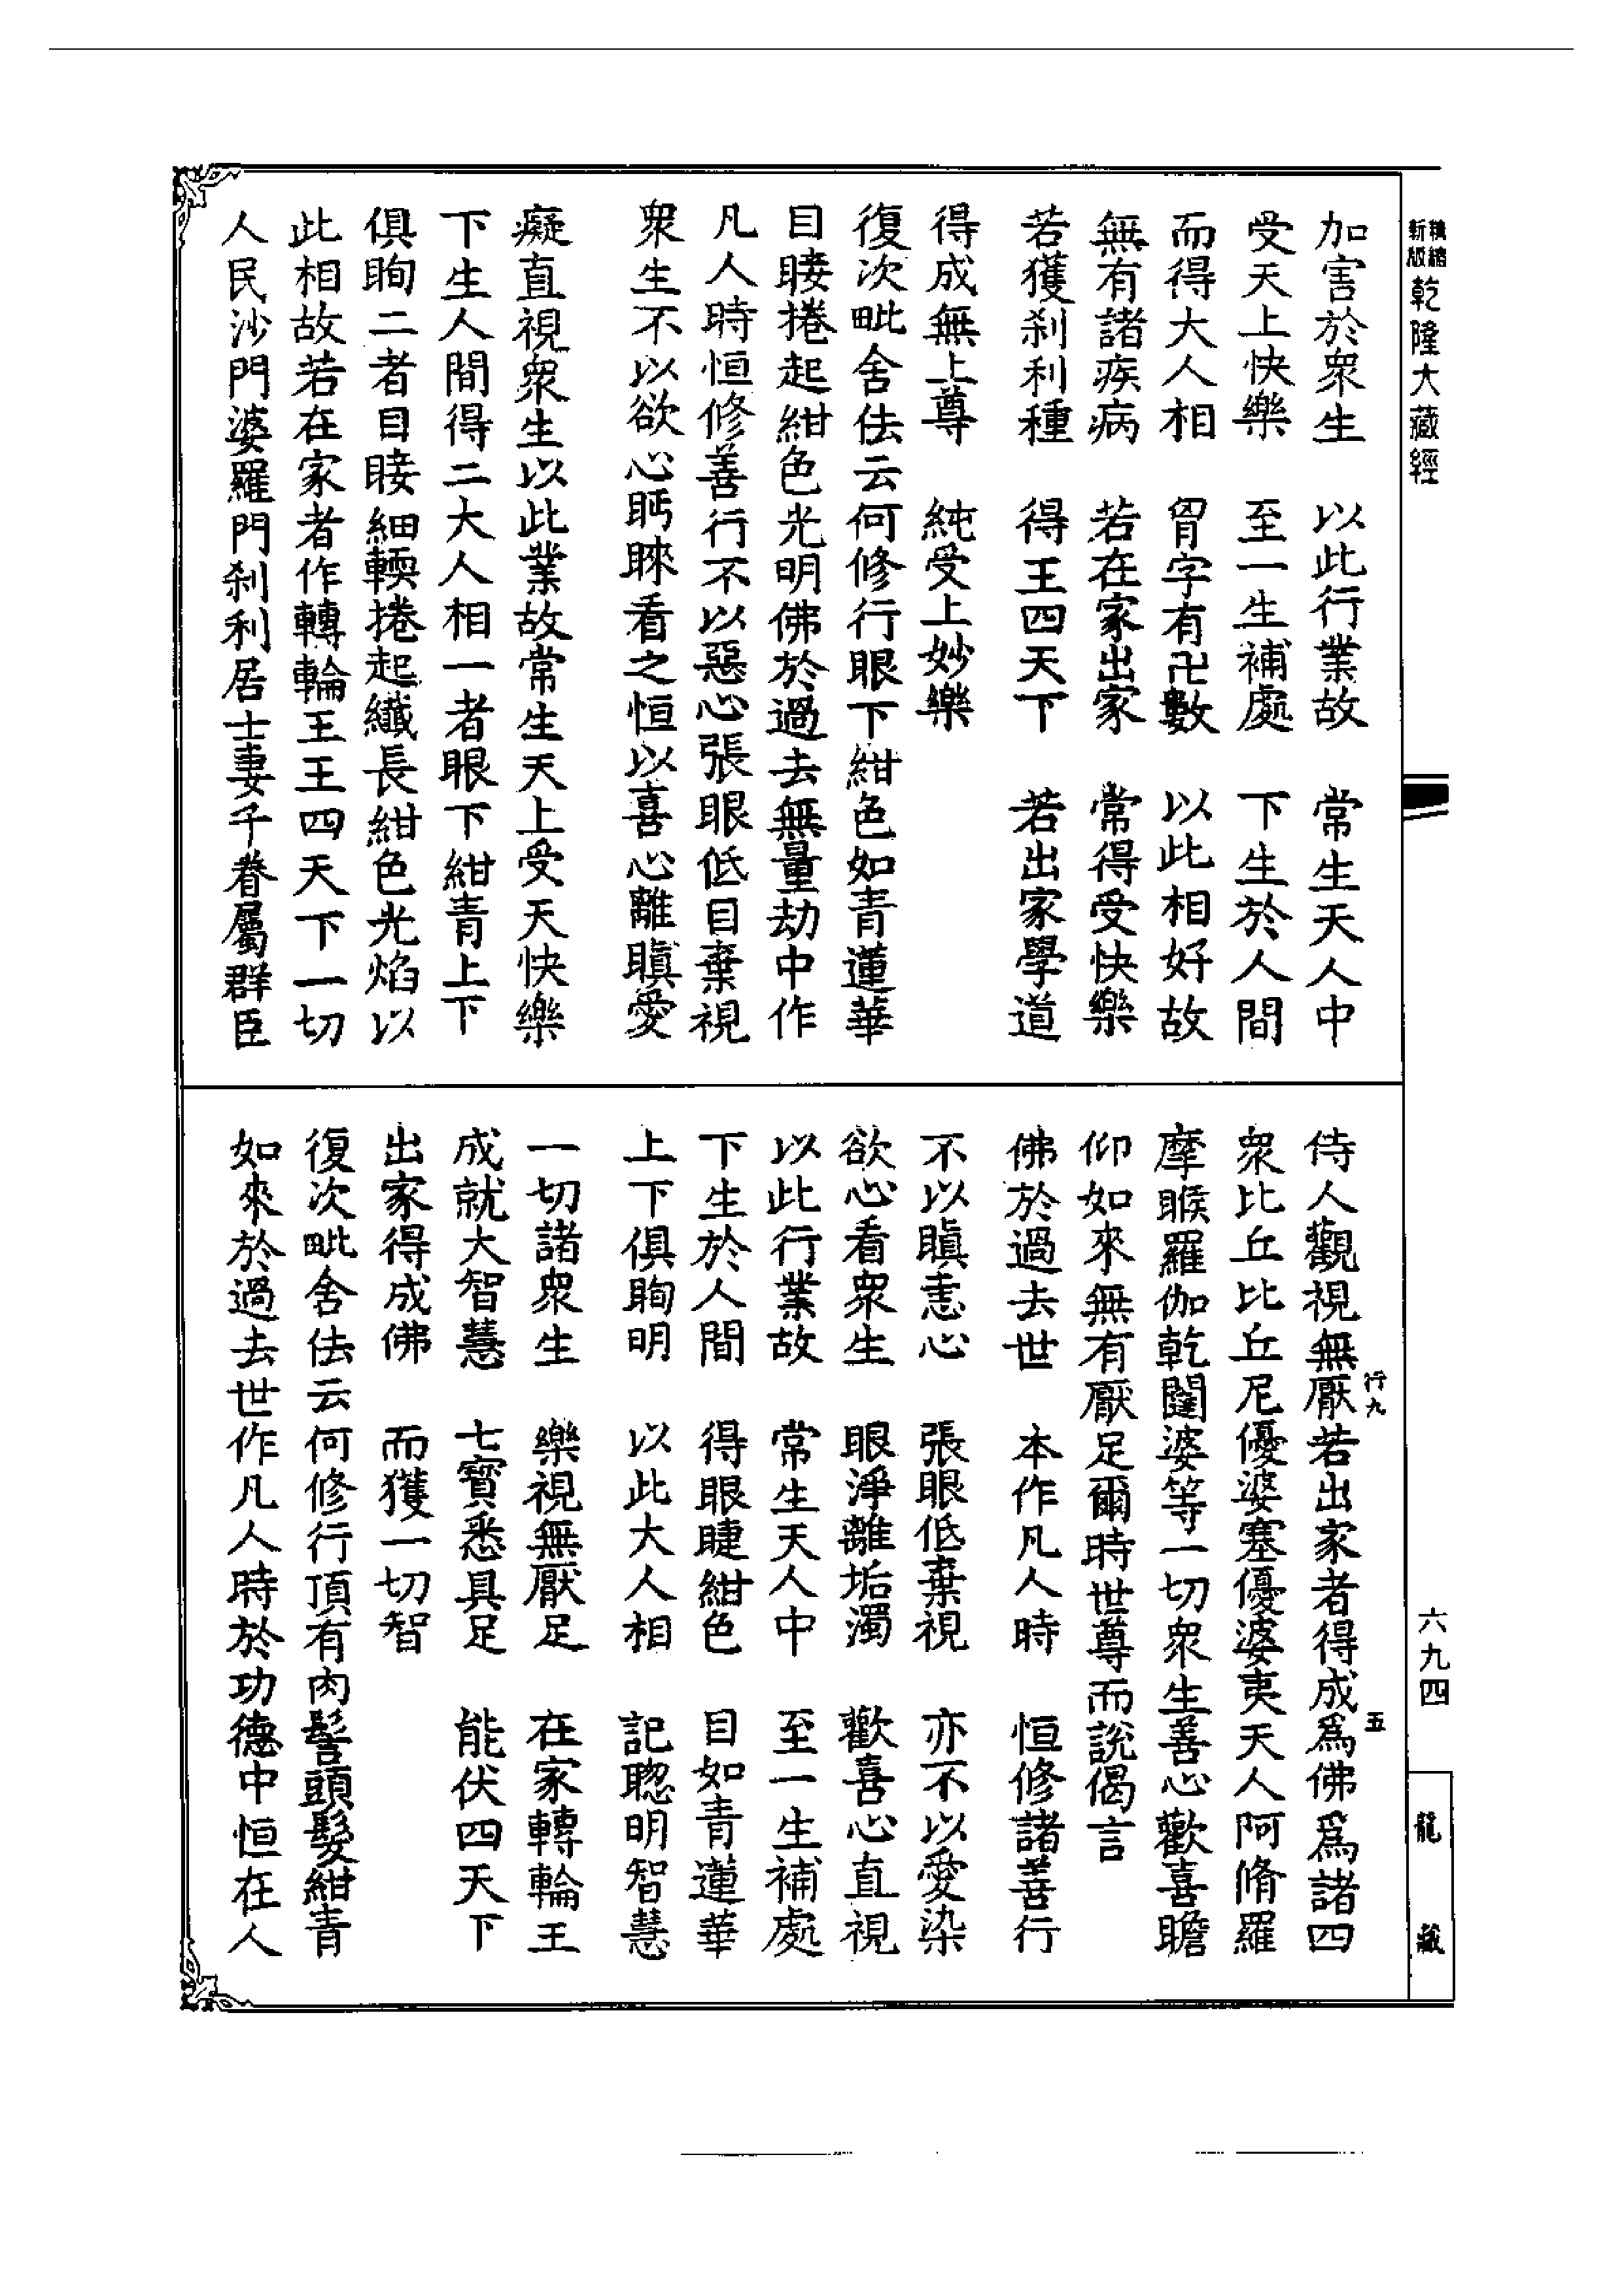 新版精縮
乾隆大藏經
加害於衆生　以此行業故　常生天人中
受天上快樂　至一生補處　下生於人間
而得大人相　胷字有卍數　以此相好故
無有諸疾病　若在家出家　常得受快樂
若獲刹利種　得王四天下　若出家學道
得成無上尊　純受上妙樂
復次毗舍佉云何修行眼下紺色如青蓮華
目䀹捲起紺色光明佛於過去無量劫中作
凡人時恒修善行不以惡心張眼低目棄視
衆生不以欲心眄睞看之恒以喜心離瞋愛
癡直視衆生以此業故常生天上受天快樂
下生人間得二大人相一者眼下紺青上下
俱眴二者目䀹細輭捲起纖長紺色光焰以
此相故若在家者作轉輪王王四天下一切
人民沙門婆羅門刹利居士妻千眷屬群臣
侍人觀視無厭若出家者得成爲佛爲諸四
衆比丘比丘尼優婆塞優婆夷天人阿脩羅
摩睺羅伽乾闥婆等一切衆生善心歡喜瞻
仰如來無有厭足爾時世尊而說偈言
佛於過去世　本作凡人時　恒修諸善行
不以瞋恚心　張眼低棄視　亦不以愛染
欲心看衆生　眼淨離垢濁　歡喜心直視
以此行業故　常生天人中　至一生補處
下生於人間　得眼睫紺色　目如青蓮華
上下俱眴明　以此大人相　記聰明智慧
一切諸衆生　樂視無厭足　在家轉輪王
成就大智慧　七寶悉具足　能伏四天下
出家得成佛　而獲一切智
復次毗舍佉云何修行頂有肉髻頭髮紺青
如來於過去世作凡人時於功德中恒在人
行九
五
六九四
龍藏